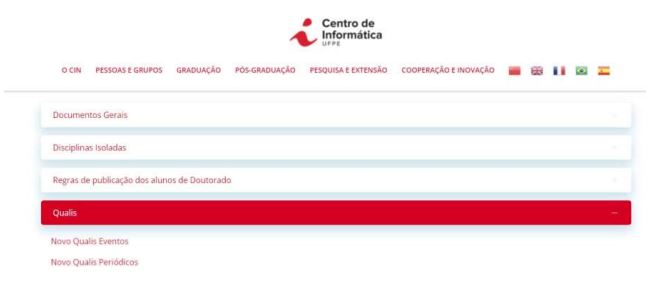 Centro de
Informática
UFPE
O CIN PESSOAS E GRUPOS GRADUAÇÃO PÓS-GRADUAÇÃO PESQUISA E EXTENSÃO COOPERAÇÃO E INOVAÇÃO
Documentos Gerais
Disciplinas Isoladas
Regras de publicação dos alunos de Doutorado
Qualis
Novo Qualis Eventos
Novo Qualis Periódicos